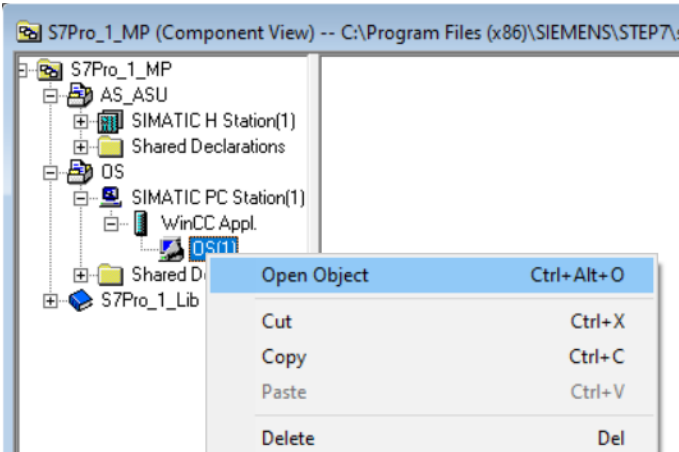 S7Pro_1_MP (Component View) -- C:\Program Files (x86)\SIEMENS\STEP7\
S7Pro_1_MP
AS_ASU
SIMATIC H Station(1)
Shared Declarations
OS
SIMATIC PC Station(1)
WinCC Appl.
OS(1)
Shared D
S7Pro_1_Lib
Open Object Ctrl+Alt+O
Cut Ctrl+X
Copy Ctrl+C
Paste Ctrl+V
Delete Del